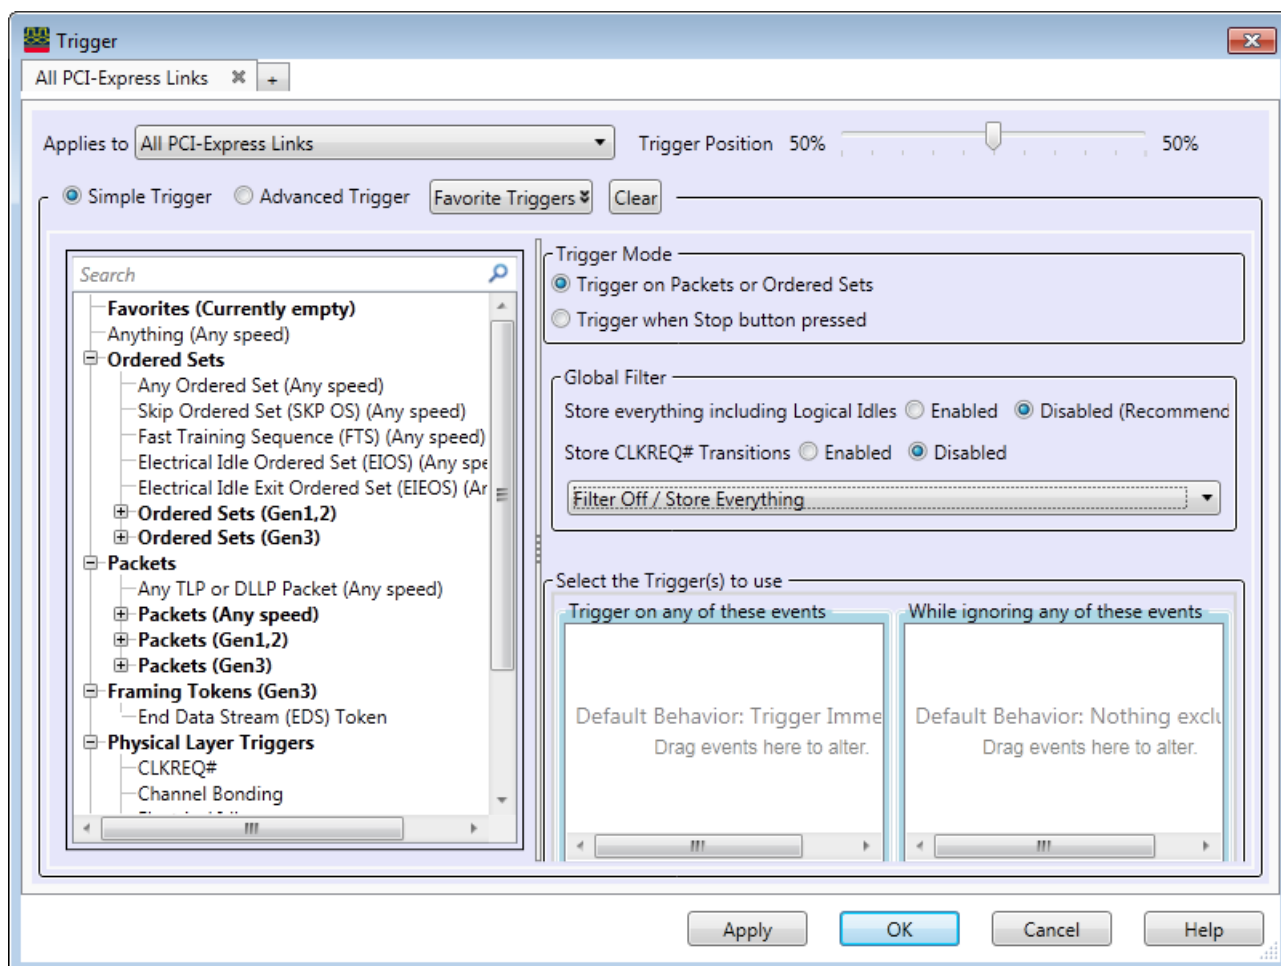 Trigger
All PCI-Express Links
+
Applies to All PCI-Express Links Trigger Position 50% 50%
Simple Trigger Advanced Trigger Favorite Triggers Clear
Search
Favorites (Currently empty)
Anything (Any speed)
Ordered Sets
Any Ordered Set (Any speed)
Skip Ordered Set (SKP OS) (Any speed)
Fast Training Sequence (FTS) (Any speed)
Electrical Idle Ordered Set (EIOS) (Any spe
Electrical Idle Exit Ordered Set (EIEOS) (Ar
Ordered Sets (Gen1,2)
Ordered Sets (Gen3)
Packets
Any TLP or DLLP Packet (Any speed)
Packets (Any speed)
Packets (Gen1,2)
Packets (Gen3)
Framing Tokens (Gen3)
End Data Stream (EDS) Token
Physical Layer Triggers
CLKREQ#
Channel Bonding
Trigger Mode
Trigger on Packets or Ordered Sets
Trigger when Stop button pressed
Global Filter
Store everything including Logical Idles Enabled Disabled (Recommend
Store CLKREQ# Transitions Enabled Disabled
Filter Off / Store Everything
Select the Trigger(s) to use
Trigger on any of these events
Default Behavior: Trigger Imme
Drag events here to alter.
While ignoring any of these events
Default Behavior: Nothing exclu
Drag events here to alter.
Apply OK Cancel Help